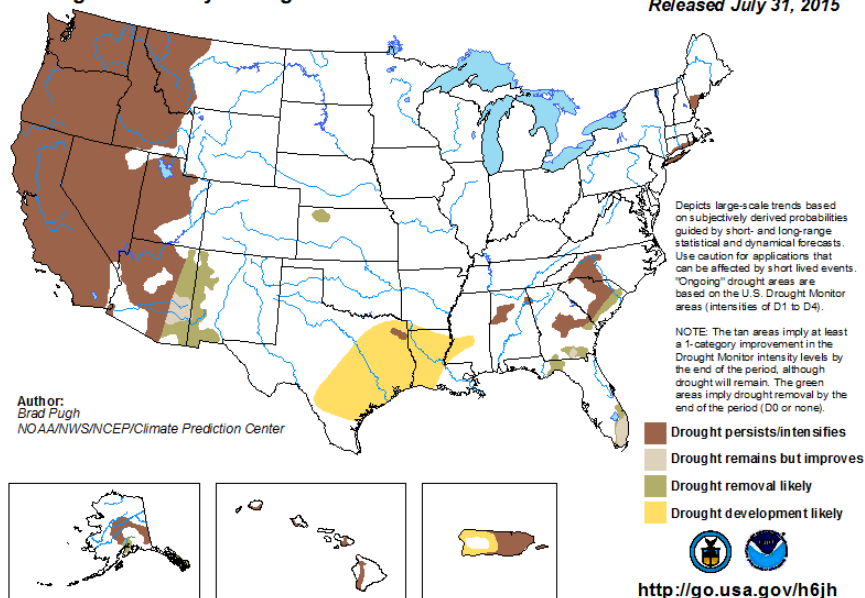 Released July 31, 2015
Depicts large-scale trends based
on subjectively derived probabilities
guided by short- and long-range
statistical and dynamical forecasts.
Use caution for applications that
can be affected by short lived events.
"Ongoing" drought areas are
based on the U.S. Drought Monitor
areas (intensities of D1 to D4).
NOTE: The tan areas imply at least
a 1-category improvement in the
Drought Monitor intensity levels by
the end of the period, although
drought will remain. The green
areas imply drought removal by the
end of the period (D0 or none).
Author:
Brad Pugh
NOAA/NWS/NCEP/Climate Prediction Center
Drought persists/intensifies
Drought remains but improves
Drought removal likely
Drought development likely
http://go.usa.gov/h6jh